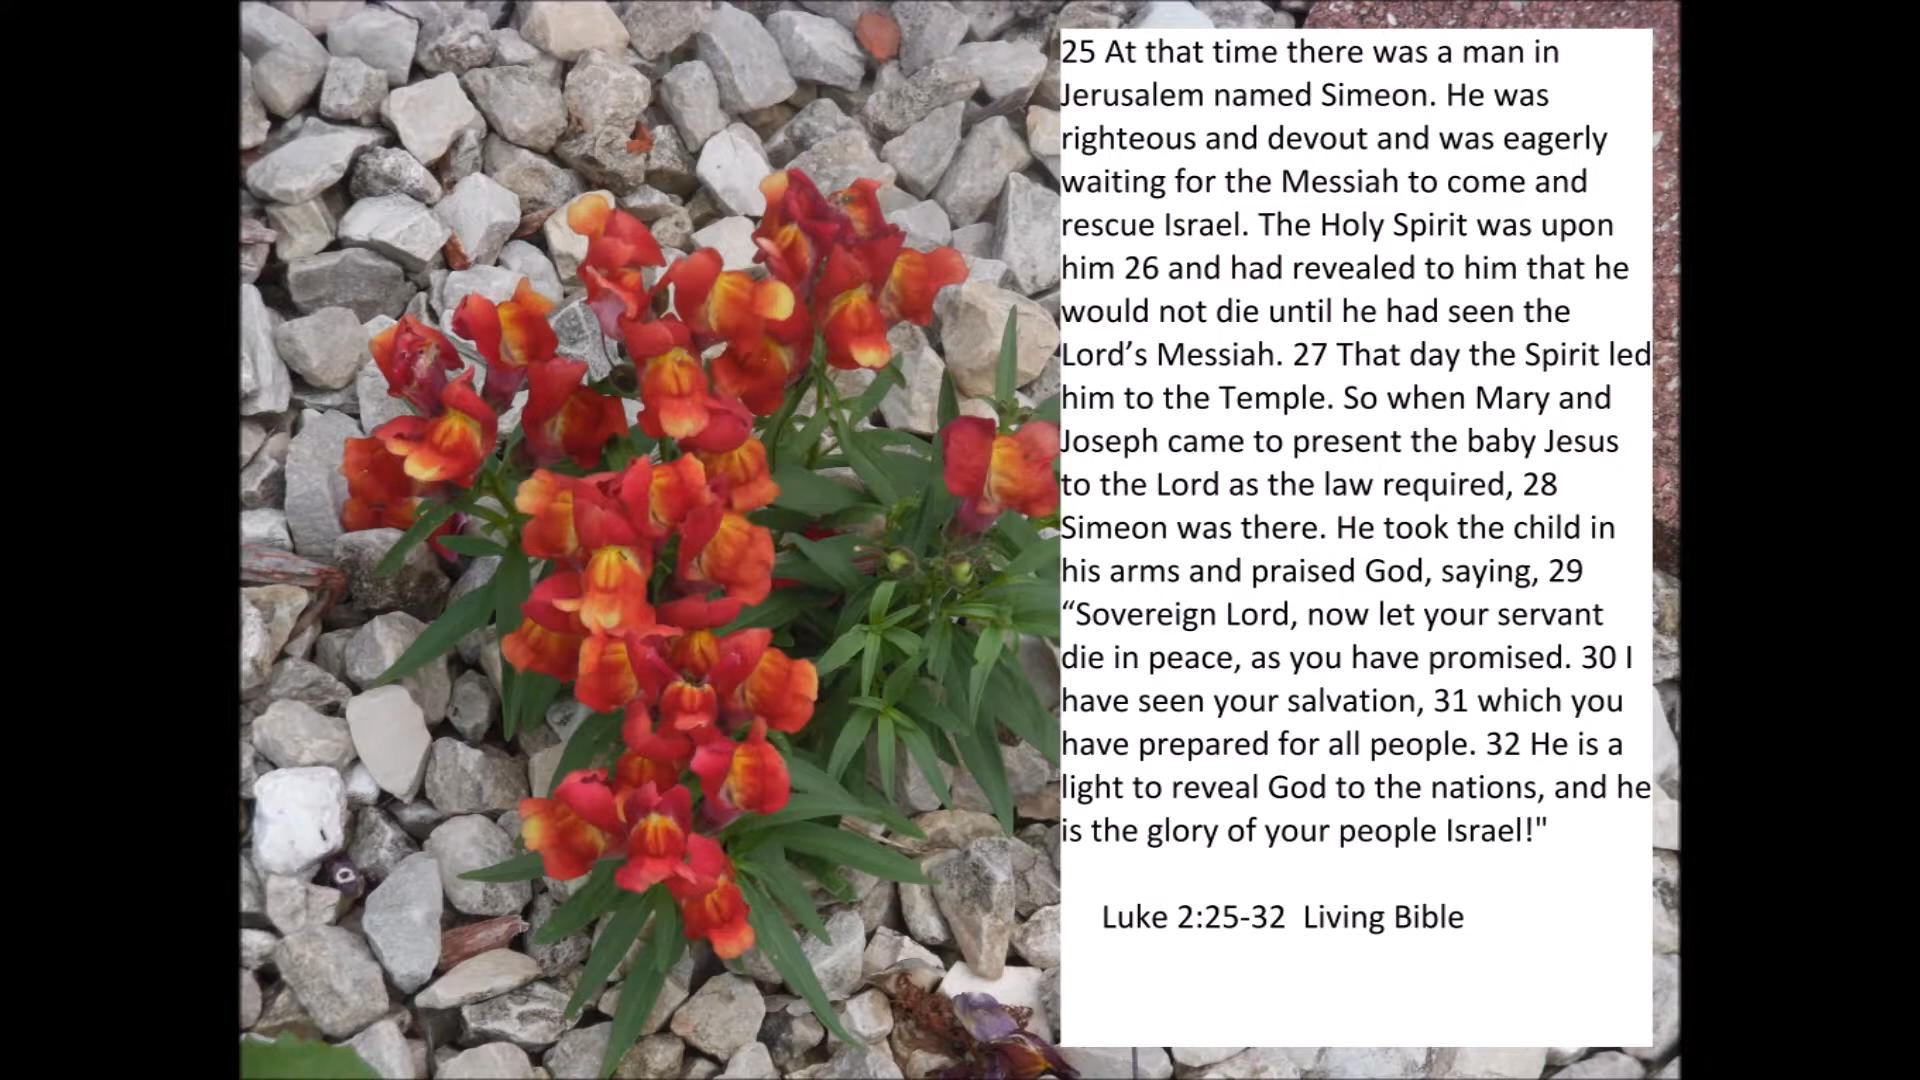 25 At that time there was a man in
Jerusalem named Simeon. He was
righteous and devout and was eagerly
waiting for the Messiah to come and
rescue Israel. The Holy Spirit was upon
him 26 and had revealed to him that he
would not die until he had seen the
Lord’s Messiah. 27 That day the Spirit led
him to the Temple. So when Mary and
Joseph came to present the baby Jesus
to the Lord as the law required, 28
Simeon was there. He took the child in
his arms and praised God, saying, 29
“Sovereign Lord, now let your servant
die in peace, as you have promised. 30 I
have seen your salvation, 31 which you
have prepared for all people. 32 He is a
light to reveal God to the nations, and he
is the glory of your people Israel!"
Luke 2:25-32  Living Bible